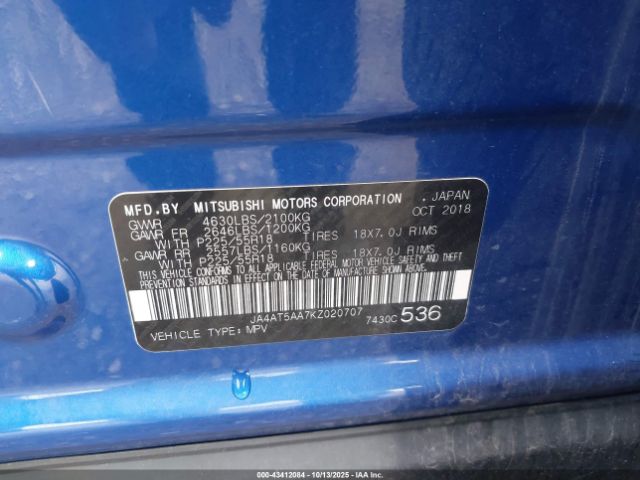 MFD.BY MITSUBISHI MOTORS CORPORATION . JAPAN
GVWR 4630LBS/2100KG OCT 2018
GAWR FR 2646LBS/1200KG
WITH P225/55R18 TIRES 18X7.0J RIMS
GAWR RR 2557LBS/1160KG
WITH P225/55R18 TIRES 18X7.0J RIMS
THIS VEHICLE CONFORMS TO ALL APPLICABLE FEDERAL MOTOR VEHICLE SAFETY AND THEFT
PREVENTION STANDARDS IN EFFECT ON THE DATE OF MANUFACTURE SHOWN ABOVE.
JA4AT5AA7KZ020707
VEHICLE TYPE:MPV 7430C 536
000-43412084 | 10/13/2025 | © IAA Holdings, LLC